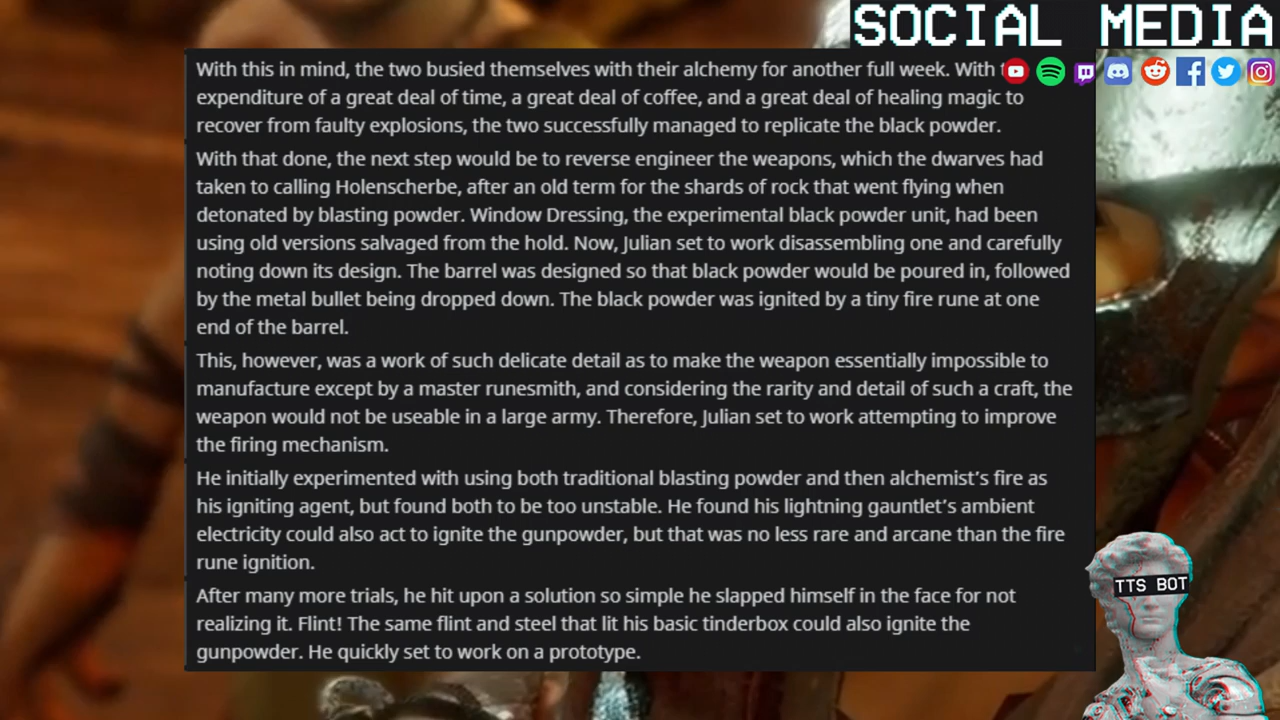 SOCIAL MEDIA
With this in mind, the two busied themselves with their alchemy for another full week. With
expenditure of a great deal of time, a great deal of coffee, and a great deal of healing magic to
recover from faulty explosions, the two successfully managed to replicate the black powder.
With that done, the next step would be to reverse engineer the weapons, which the dwarves had
taken to calling Holenscherbe, after an old term for the shards of rock that went flying when
detonated by blasting powder. Window Dressing, the experimental black powder unit, had been
using old versions salvaged from the hold. Now, Julian set to work disassembling one and carefully
noting down its design. The barrel was designed so that black powder would be poured in, followed
by the metal bullet being dropped down. The black powder was ignited by a tiny fire rune at one
end of the barrel.
This, however, was a work of such delicate detail as to make the weapon essentially impossible to
manufacture except by a master runesmith, and considering the rarity and detail of such a craft, the
weapon would not be useable in a large army. Therefore, Julian set to work attempting to improve
the firing mechanism.
He initially experimented with using both traditional blasting powder and then alchemist's fire as
his igniting agent, but found both to be too unstable. He found his lightning gauntlet's ambient
electricity could also act to ignite the gunpowder, but that was no less rare and arcane than the fire
rune ignition.
After many more trials, he hit upon a solution so simple he slapped himself in the face for not
realizing it. Flint! The same flint and steel that lit his basic tinderbox could also ignite the
gunpowder. He quickly set to work on a prototype.
TTS BOT